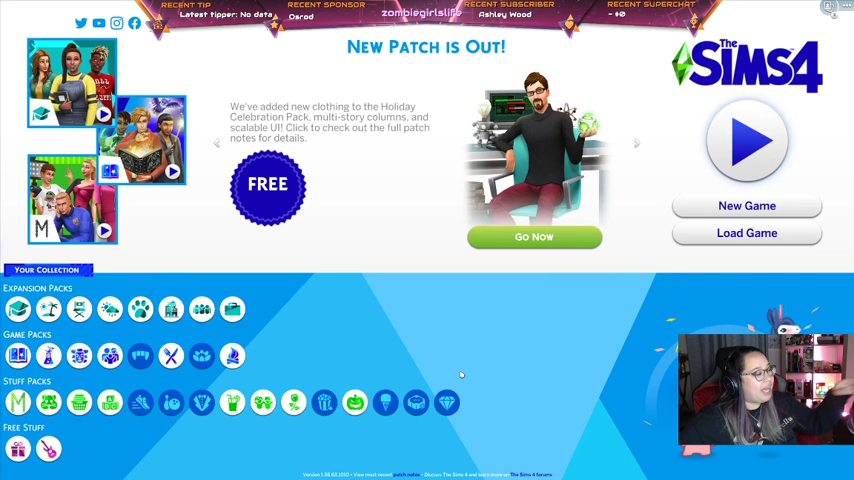 RECENT TIP
Latest tipper: No data
RECENT SPONSOR
Osrod
zombiegirlslife
RECENT SUBSCRIBER
Ashley Wood
RECENT SUPERCHAT
- $0
NEW PATCH IS OUT!
The SIMS 4
We've added new clothing to the Holiday
Celebration Pack, multi-story columns, and
scalable UI! Click to check out the full patch
notes for details.
FREE
Go Now
New Game
Load Game
YOUR COLLECTION
EXPANSION PACKS
GAME PACKS
STUFF PACKS
FREE STUFF